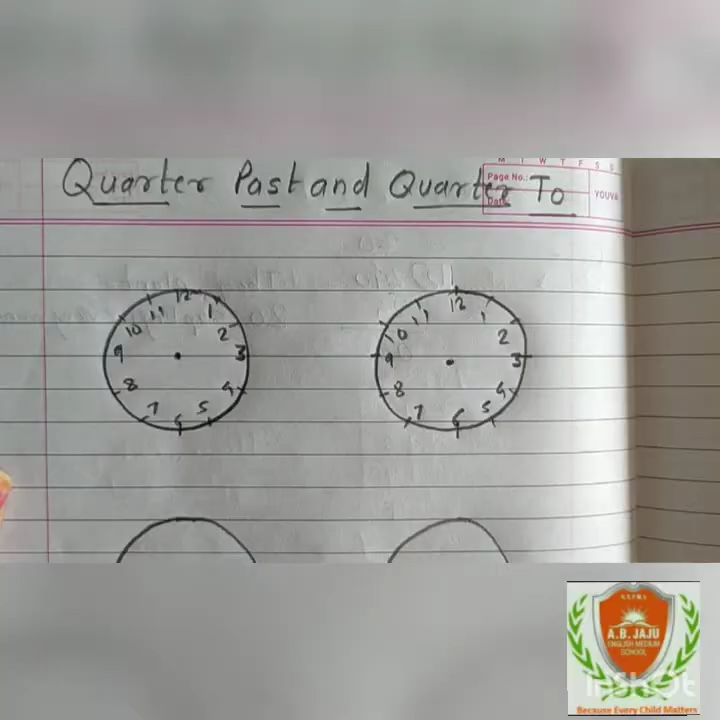 M T W T F S S
Page No.:
Date:
YOUVA
Quarter Past and Quarter To
12 1 2 3 4 5 6 7 8 9 10 11
12 1 2 3 4 5 6 7 8 9 10 11
A.B. JAJU
ENGLISH MEDIUM
SCHOOL
InShot
Because Every Child Matters